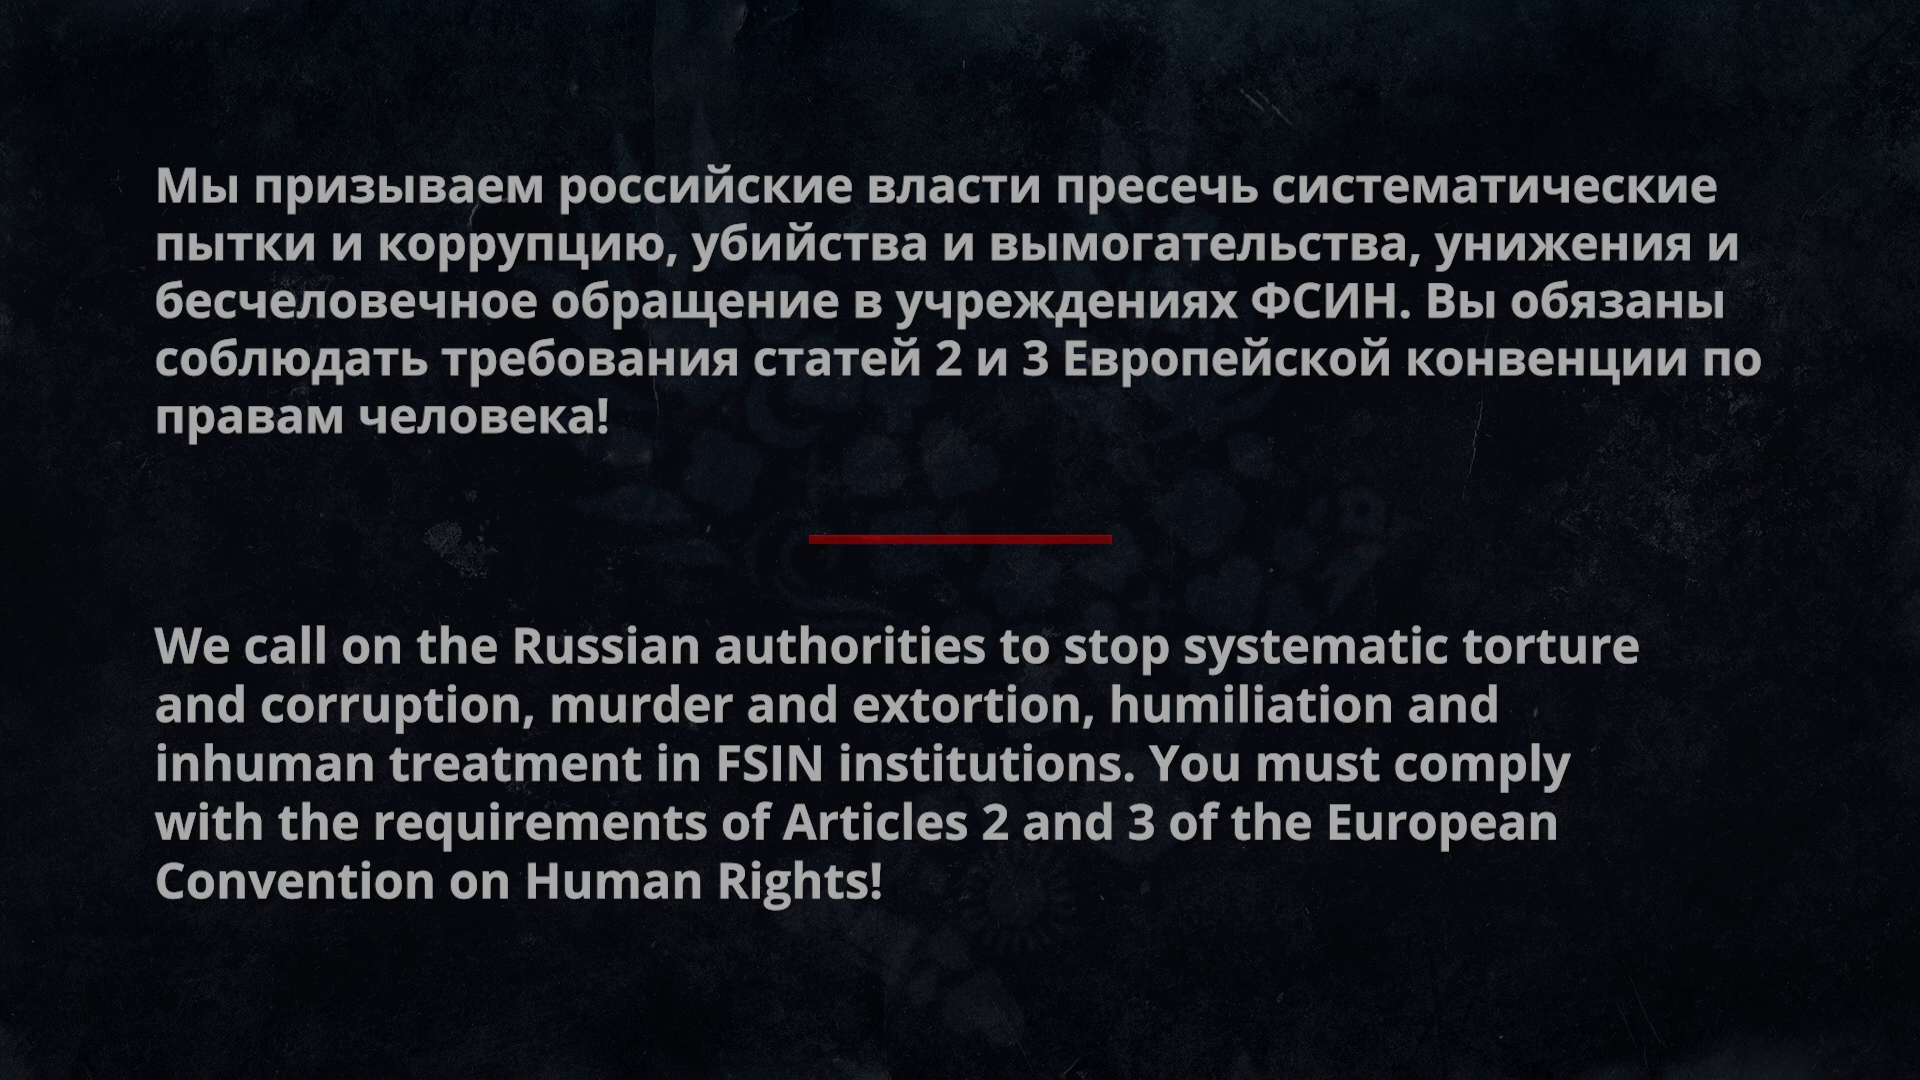 Мы призываем российские власти пресечь систематические
пытки и коррупцию, убийства и вымогательства, унижения и
бесчеловечное обращение в учреждениях ФСИН. Вы обязаны
соблюдать требования статей 2 и 3 Европейской конвенции по
правам человека!
We call on the Russian authorities to stop systematic torture
and corruption, murder and extortion, humiliation and
inhuman treatment in FSIN institutions. You must comply
with the requirements of Articles 2 and 3 of the European
Convention on Human Rights!